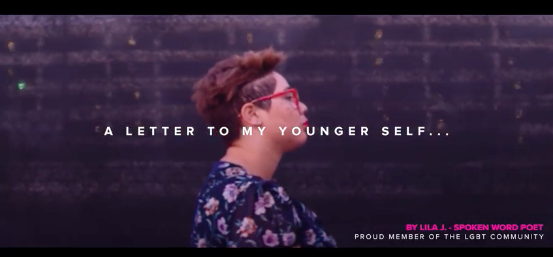 A LETTER TO MY YOUNGER SELF...
BY LILA J. - SPOKEN WORD POET
PROUD MEMBER OF THE LGBT COMMUNITY